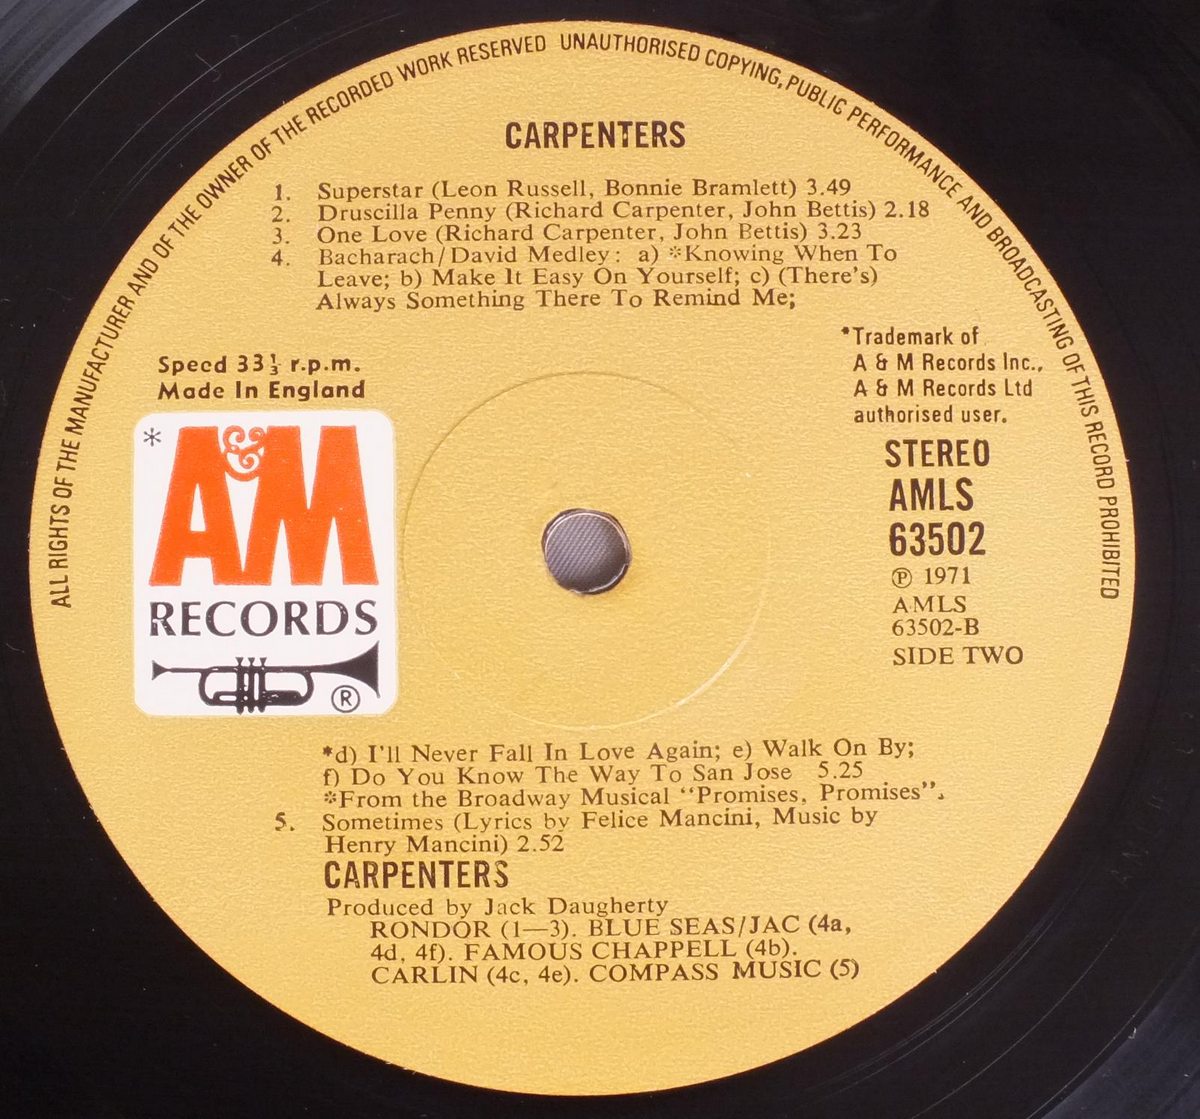 ALL RIGHTS OF THE MANUFACTURER AND OF THE OWNER OF THE RECORDED WORK RESERVED UNAUTHORISED COPYING, PUBLIC PERFORMANCE AND BROADCASTING OF THIS RECORD PROHIBITED
CARPENTERS
1. Superstar (Leon Russell, Bonnie Bramlett) 3.49
2. Druscilla Penny (Richard Carpenter, John Bettis) 2.18
3. One Love (Richard Carpenter, John Bettis) 3.23
4. Bacharach/David Medley: a) *Knowing When To
Leave; b) Make It Easy On Yourself; c) (There's)
Always Something There To Remind Me;
Speed 33⅓ r.p.m.
Made In England
*Trademark of
A & M Records Inc.,
A & M Records Ltd
authorised user.
* A&M
RECORDS
®
STEREO
AMLS
63502
℗ 1971
AMLS
63502-B
SIDE TWO
*d) I'll Never Fall In Love Again; e) Walk On By;
f) Do You Know The Way To San Jose 5.25
*From the Broadway Musical "Promises, Promises".
5. Sometimes (Lyrics by Felice Mancini, Music by
Henry Mancini) 2.52
CARPENTERS
Produced by Jack Daugherty
RONDOR (1—3). BLUE SEAS/JAC (4a,
4d, 4f). FAMOUS CHAPPELL (4b).
CARLIN (4c, 4e). COMPASS MUSIC (5)